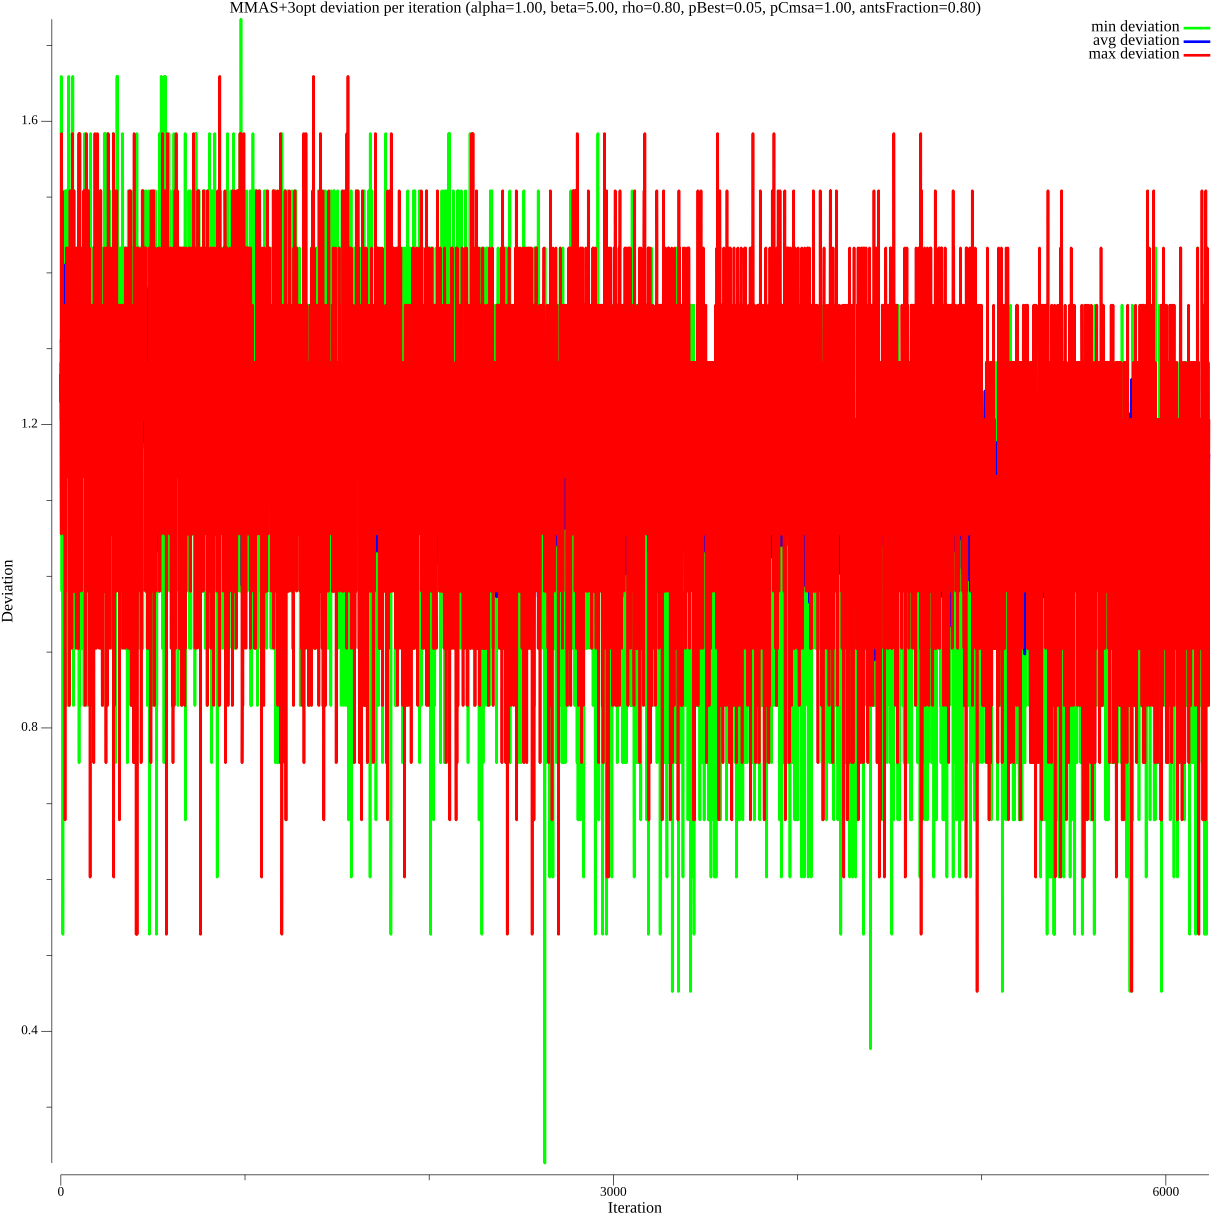 MMAS+3opt deviation per iteration (alpha=1.00, beta=5.00, rho=0.80, pBest=0.05, pCmsa=1.00, antsFraction=0.80)
min deviation
avg deviation
max deviation
1.6
1.2
0.8
0.4
Deviation
0
3000
6000
Iteration